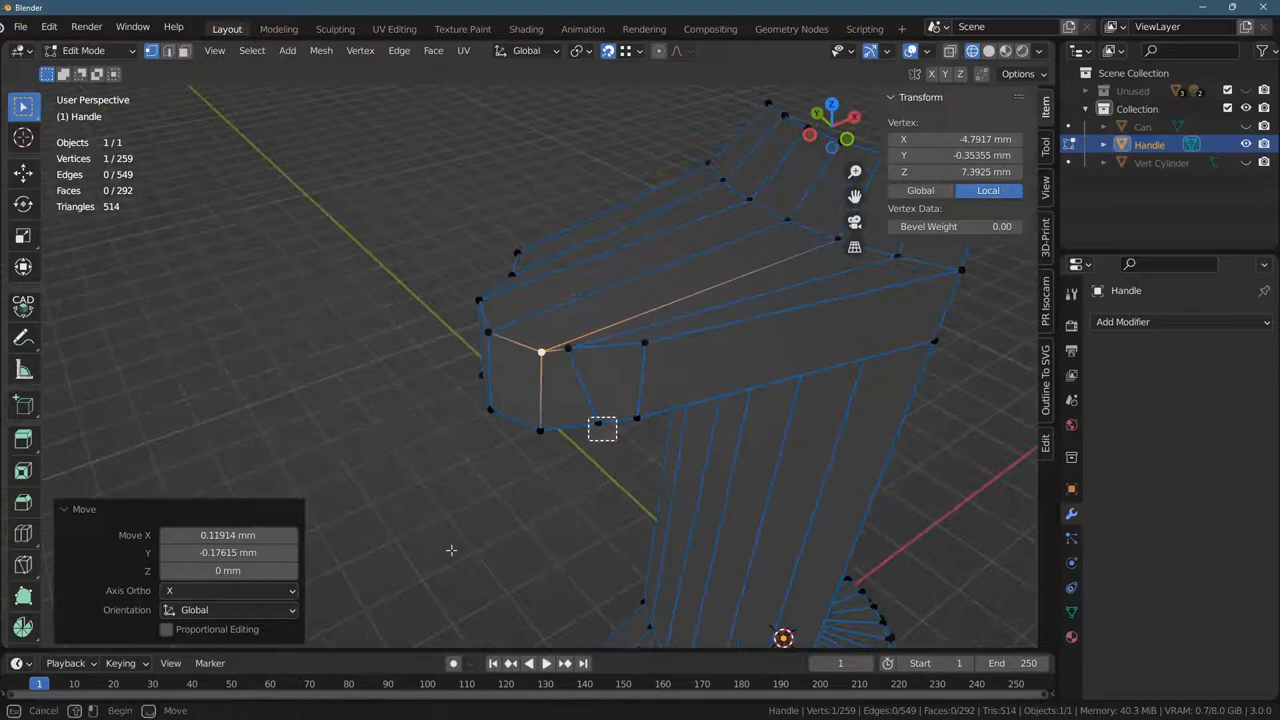 Blender
File Edit Render Window Help Layout Modeling Sculpting UV Editing Texture Paint Shading Animation Rendering Compositing Geometry Nodes Scripting + Scene ViewLayer
Edit Mode View Select Add Mesh Vertex Edge Face UV Global
X Y Z Options
User Perspective
(1) Handle
Objects 1 / 1
Vertices 1 / 259
Edges 0 / 549
Faces 0 / 292
Triangles 514
CAD
Z
Y
X
Transform
Vertex:
X -4.7917 mm
Y -0.35355 mm
Z 7.3925 mm
Global Local
Vertex Data:
Bevel Weight 0.00
Item
Tool
View
3D-Print
PR Isocam
Outline To SVG
Edit
Scene Collection
Unused 3 2
Collection
Can
Handle
Vert Cylinder
Handle
Add Modifier
Move
Move X 0.11914 mm
Y -0.17615 mm
Z 0 mm
Axis Ortho X
Orientation Global
Proportional Editing
Playback Keying View Marker 1 Start 1 End 250
1 10 20 30 40 50 60 70 80 90 100 110 120 130 140 150 160 170 180 190 200 210 220 230 240 250
Cancel Begin Move Handle | Verts:1/259 | Edges:0/549 | Faces:0/292 | Tris:514 | Objects:1/1 | Memory: 40.3 MiB | VRAM: 0.7/8.0 GiB | 3.0.0